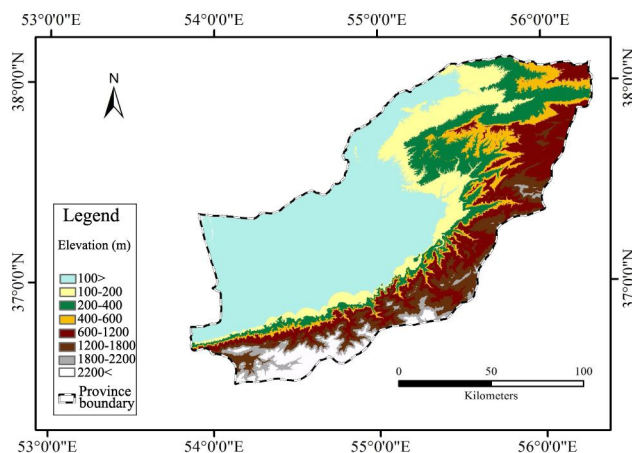 53°0'0"E 54°0'0"E 55°0'0"E 56°0'0"E
38°0'0"N
38°0'0"N
N
Legend
Elevation (m)
100>
100-200
200-400
400-600
600-1200
1200-1800
1800-2200
2200<
Province
boundary
37°0'0"N
37°0'0"N
0 50 100
Kilometers
53°0'0"E 54°0'0"E 55°0'0"E 56°0'0"E